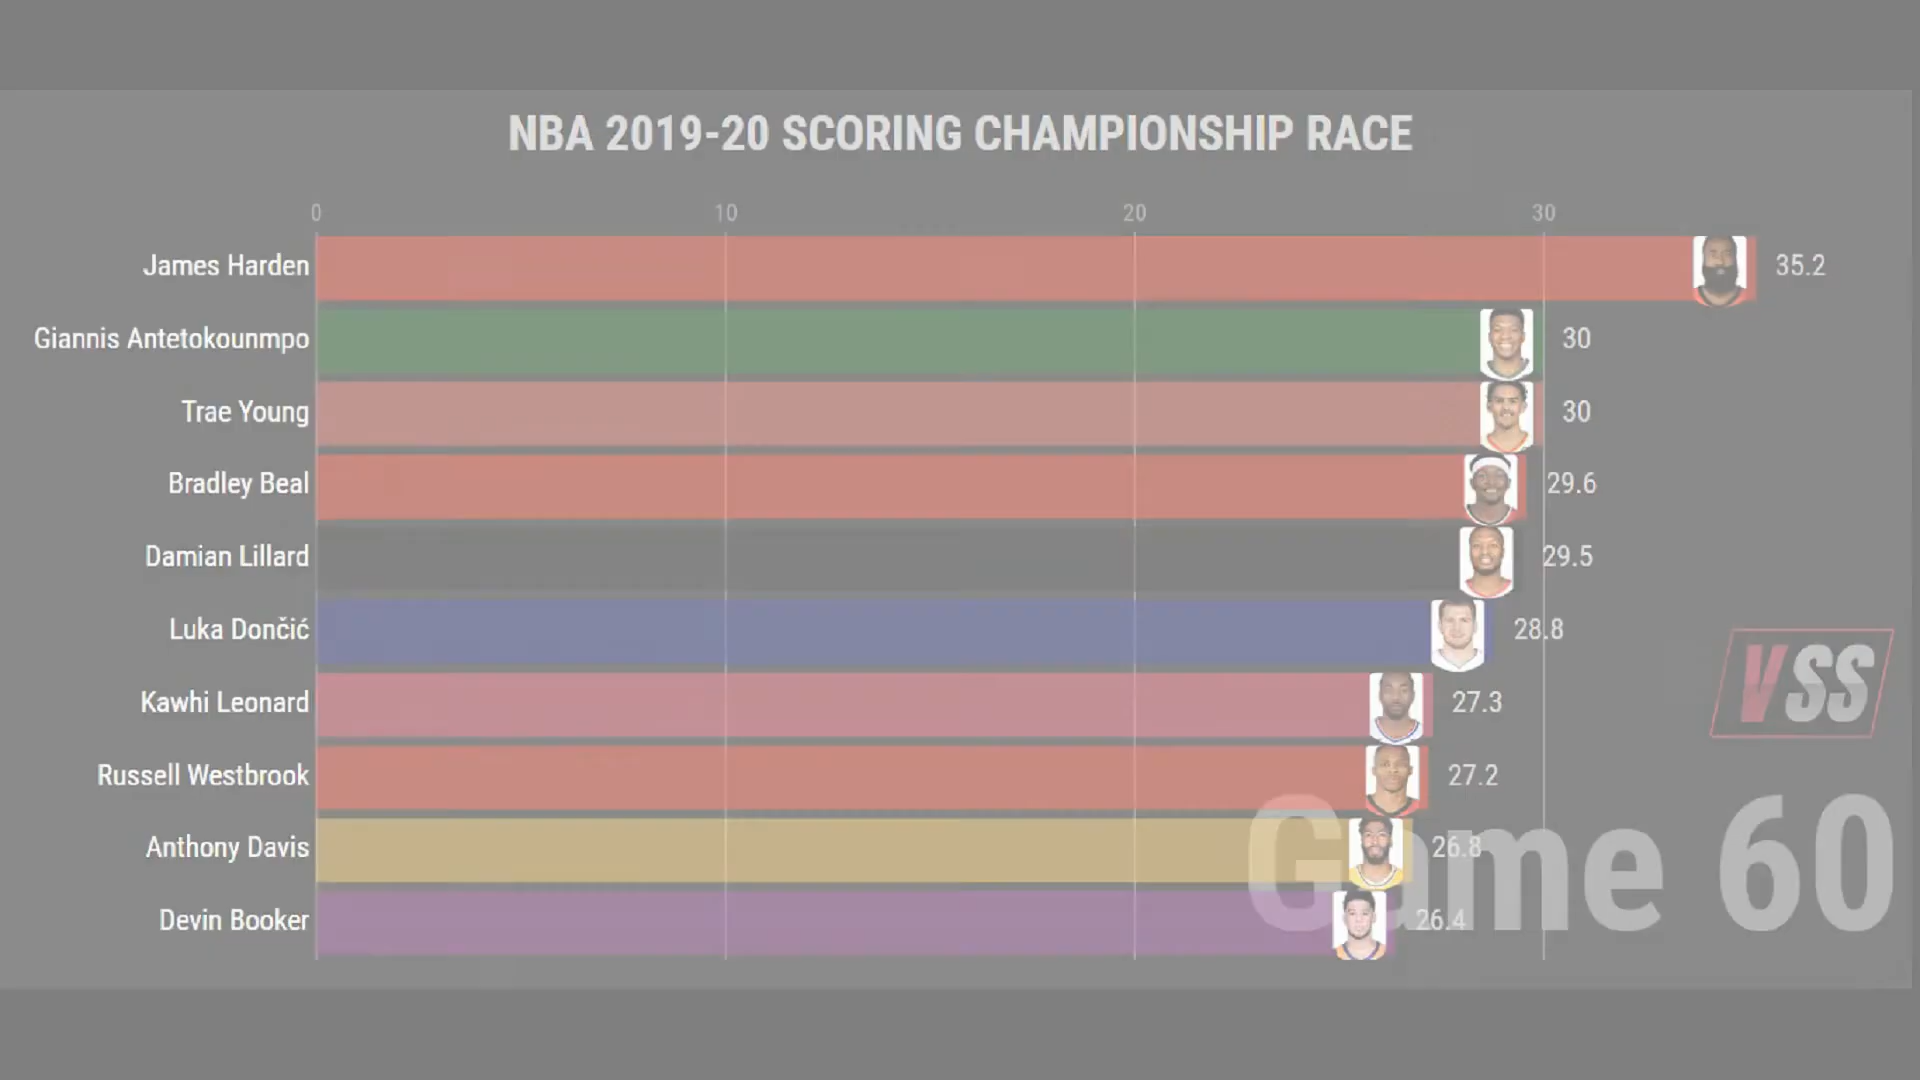 NBA 2019-20 SCORING CHAMPIONSHIP RACE
0 10 20 30
James Harden 35.2
Giannis Antetokounmpo 30
Trae Young 30
Bradley Beal 29.6
Damian Lillard 29.5
Luka Dončić 28.8
Kawhi Leonard 27.3
VSS
Russell Westbrook 27.2
Anthony Davis 26.8
Game 60
Devin Booker 26.4